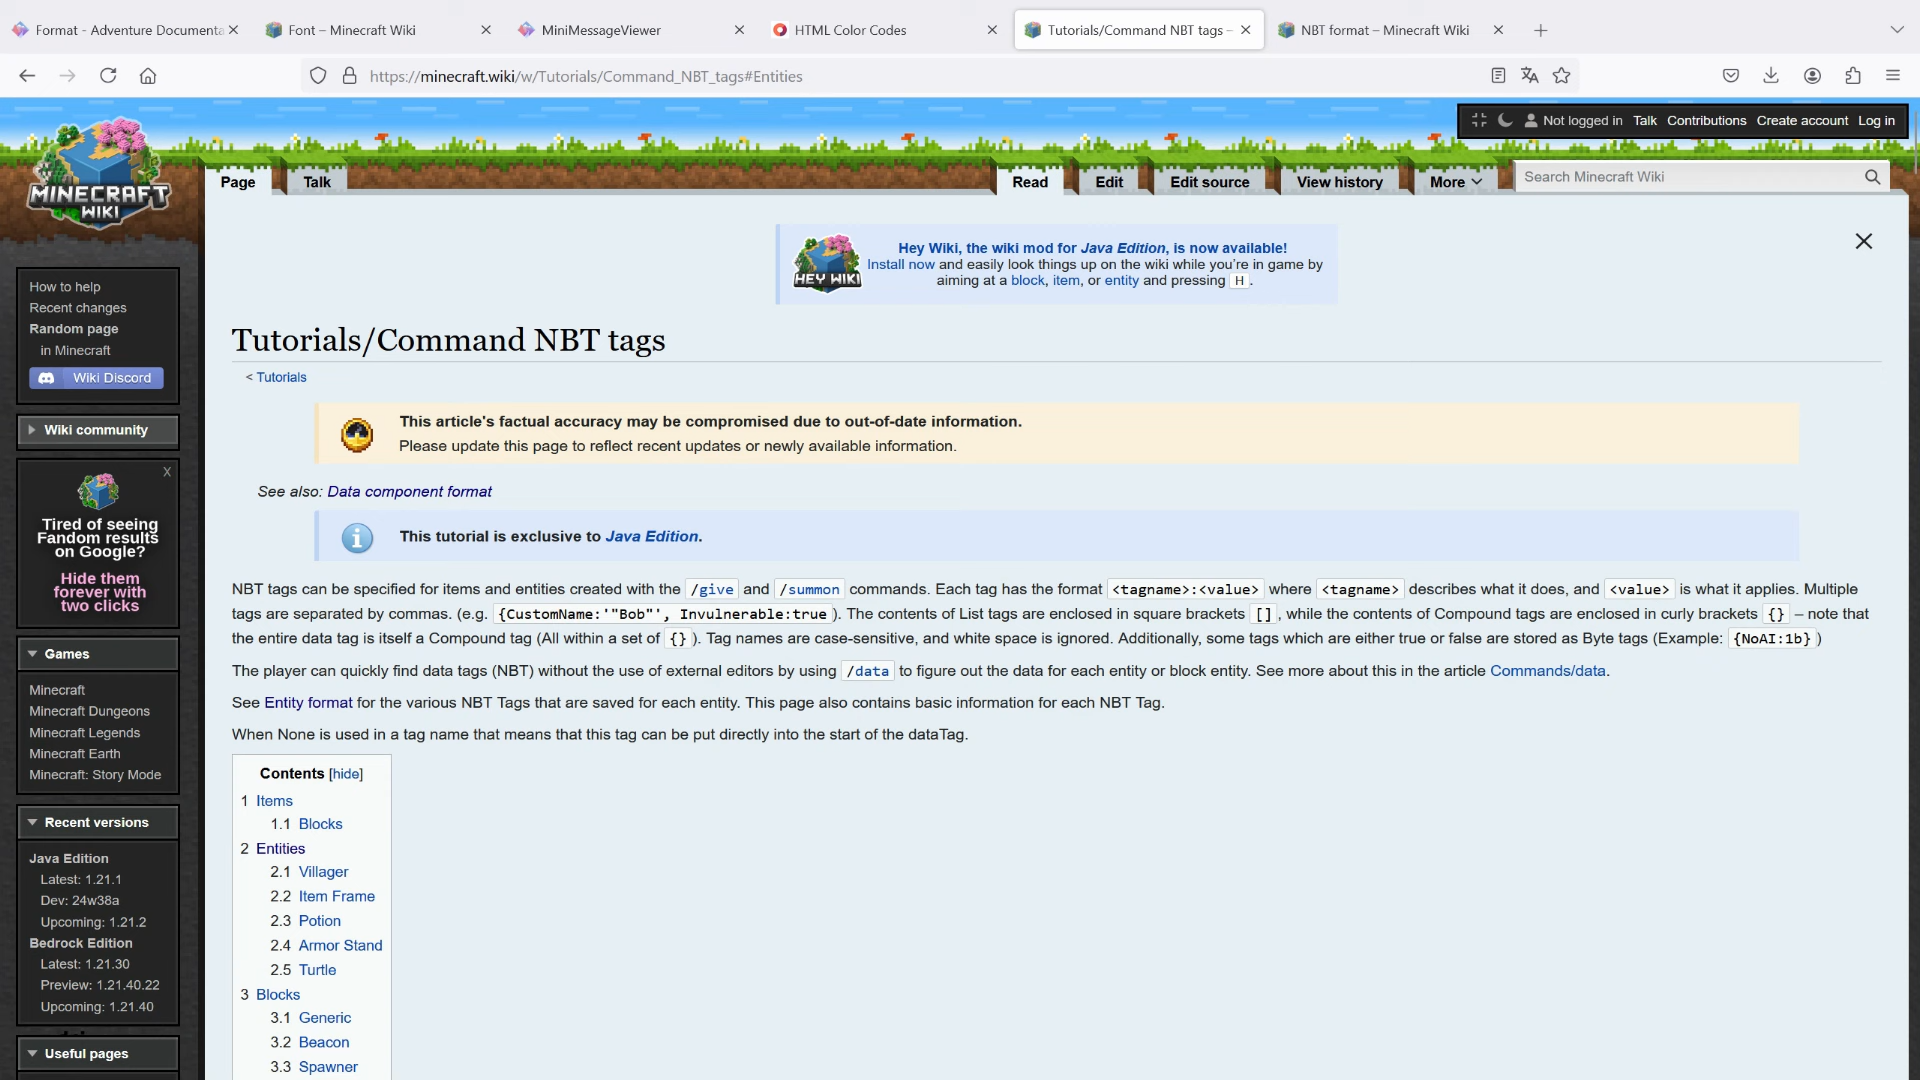 Format - Adventure Documenta
Font – Minecraft Wiki
MiniMessageViewer
HTML Color Codes
Tutorials/Command NBT tags –
NBT format – Minecraft Wiki
https://minecraft.wiki/w/Tutorials/Command_NBT_tags#Entities
Not logged in Talk Contributions Create account Log in
MINECRAFT
WIKI
Page Talk Read Edit Edit source View history More
Search Minecraft Wiki
HEY WIKI
Hey Wiki, the wiki mod for Java Edition, is now available!
Install now and easily look things up on the wiki while you're in game by
aiming at a block, item, or entity and pressing H.
How to help
Recent changes
Random page
in Minecraft
Wiki Discord
Wiki community
X
Tired of seeing
Fandom results
on Google?
Hide them
forever with
two clicks
Games
Minecraft
Minecraft Dungeons
Minecraft Legends
Minecraft Earth
Minecraft: Story Mode
Recent versions
Java Edition
Latest: 1.21.1
Dev: 24w38a
Upcoming: 1.21.2
Bedrock Edition
Latest: 1.21.30
Preview: 1.21.40.22
Upcoming: 1.21.40
Useful pages
Tutorials/Command NBT tags
< Tutorials
This article's factual accuracy may be compromised due to out-of-date information.
Please update this page to reflect recent updates or newly available information.
See also: Data component format
This tutorial is exclusive to Java Edition.
NBT tags can be specified for items and entities created with the /give and /summon commands. Each tag has the format <tagname>:<value> where <tagname> describes what it does, and <value> is what it applies. Multiple
tags are separated by commas. (e.g. {CustomName:'"Bob"', Invulnerable:true ). The contents of List tags are enclosed in square brackets [], while the contents of Compound tags are enclosed in curly brackets {} – note that
the entire data tag is itself a Compound tag (All within a set of {}). Tag names are case-sensitive, and white space is ignored. Additionally, some tags which are either true or false are stored as Byte tags (Example: {NoAI:1b})
The player can quickly find data tags (NBT) without the use of external editors by using /data to figure out the data for each entity or block entity. See more about this in the article Commands/data.
See Entity format for the various NBT Tags that are saved for each entity. This page also contains basic information for each NBT Tag.
When None is used in a tag name that means that this tag can be put directly into the start of the dataTag.
Contents [hide]
1 Items
1.1 Blocks
2 Entities
2.1 Villager
2.2 Item Frame
2.3 Potion
2.4 Armor Stand
2.5 Turtle
3 Blocks
3.1 Generic
3.2 Beacon
3.3 Spawner